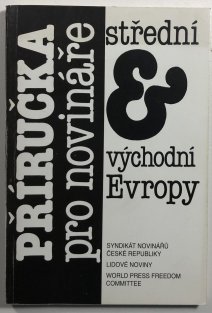 PŘÍRUČKA
pro novináře
střední
&
východní
Evropy
SYNDIKÁT NOVINÁŘŮ
ČESKÉ REPUBLIKY
LIDOVÉ NOVINY
WORLD PRESS FREEDOM
COMMITTEE